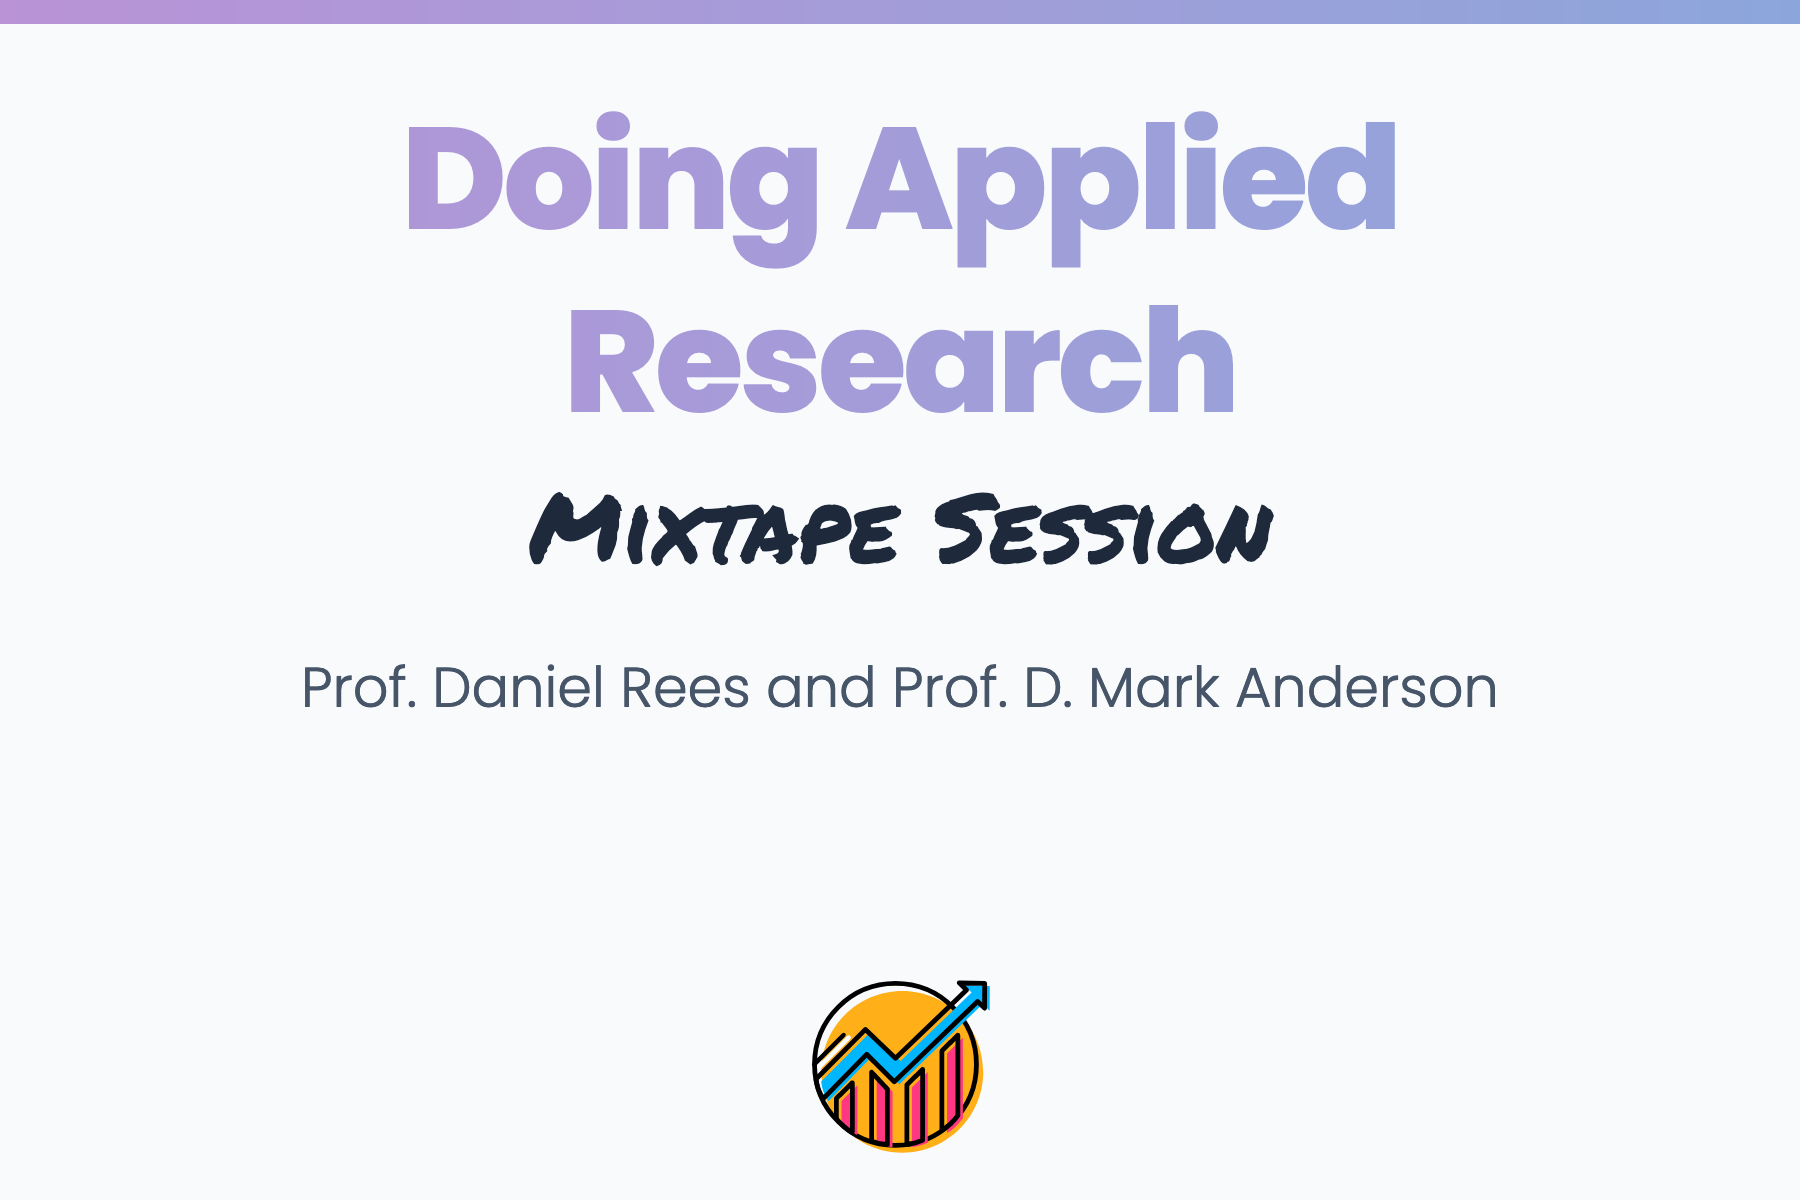 Doing Applied
Research
Mixtape Session
Prof. Daniel Rees and Prof. D. Mark Anderson